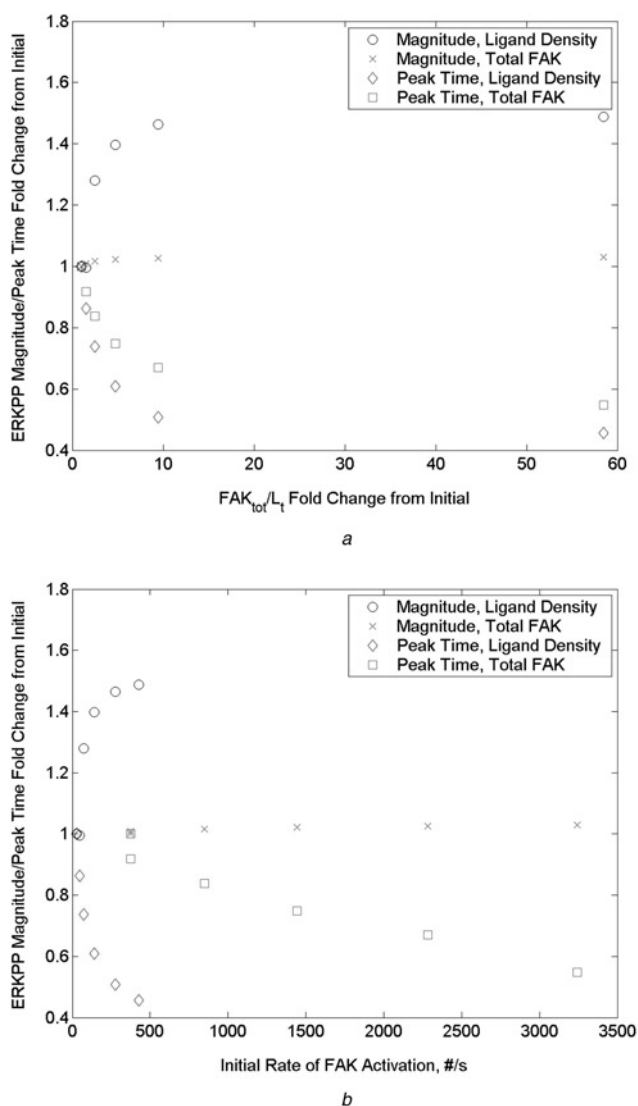 1.8
1.6
1.4
1.2
1
0.8
0.6
0.4
ERKPP Magnitude/Peak Time Fold Change from Initial
Magnitude, Ligand Density
Magnitude, Total FAK
Peak Time, Ligand Density
Peak Time, Total FAK
0 10 20 30 40 50 60
FAKtot/Lt Fold Change from Initial
a
1.8
1.6
1.4
1.2
1
0.8
0.6
0.4
ERKPP Magnitude/Peak Time Fold Change from Initial
Magnitude, Ligand Density
Magnitude, Total FAK
Peak Time, Ligand Density
Peak Time, Total FAK
0 500 1000 1500 2000 2500 3000 3500
Initial Rate of FAK Activation, #/s
b